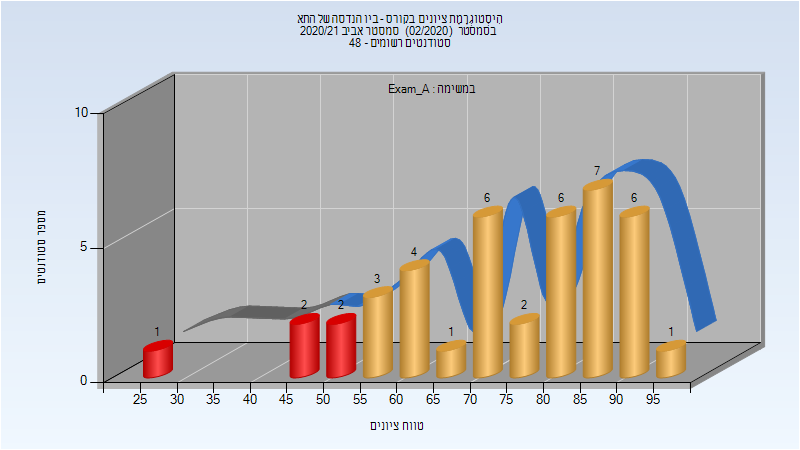 היסטוגרמת ציונים בקורס - ביו הנדסה של התא
בסמסטר (02/2020) סמסטר אביב 2020/21
סטודנטים רשומים - 48
במשימה : Exam_A
מספר סטודנטים
10
5
0
1
2
2
3
4
1
6
2
6
7
6
1
25 30 35 40 45 50 55 60 65 70 75 80 85 90 95
טווח ציונים